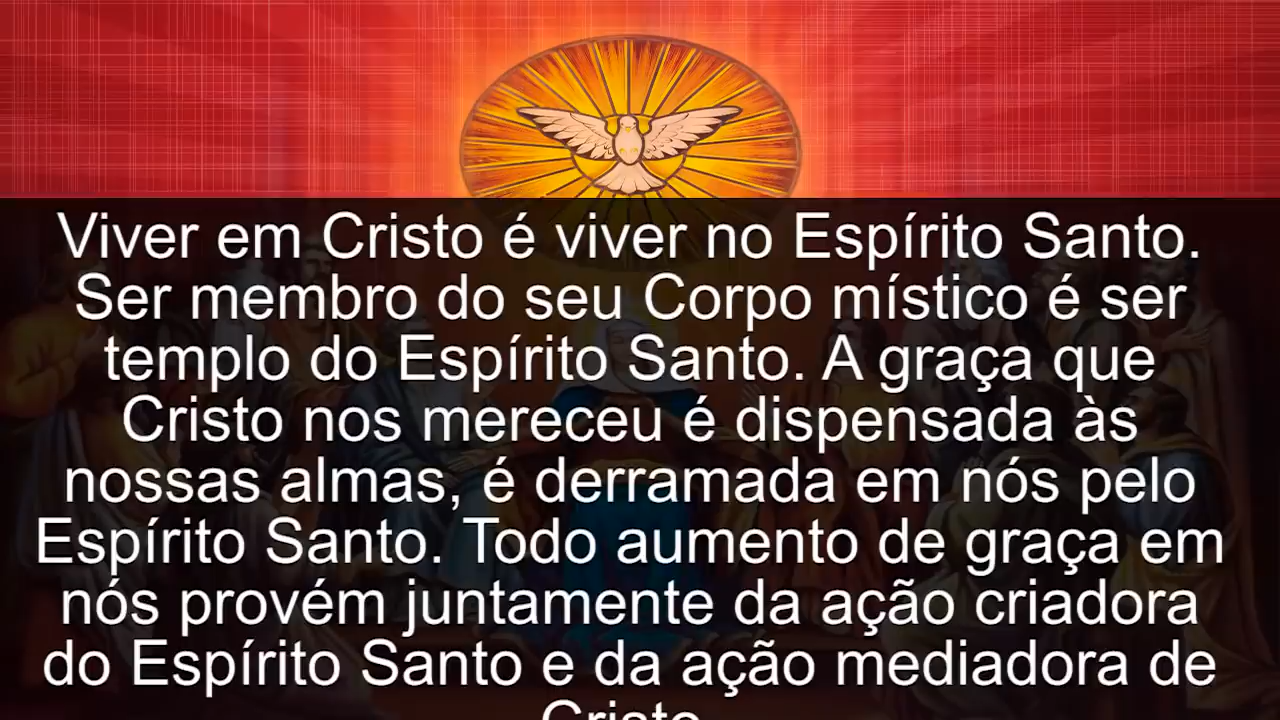 Viver em Cristo é viver no Espírito Santo.
Ser membro do seu Corpo místico é ser
templo do Espírito Santo. A graça que
Cristo nos mereceu é dispensada às
nossas almas, é derramada em nós pelo
Espírito Santo. Todo aumento de graça em
nós provém juntamente da ação criadora
do Espírito Santo e da ação mediadora de
Cristo